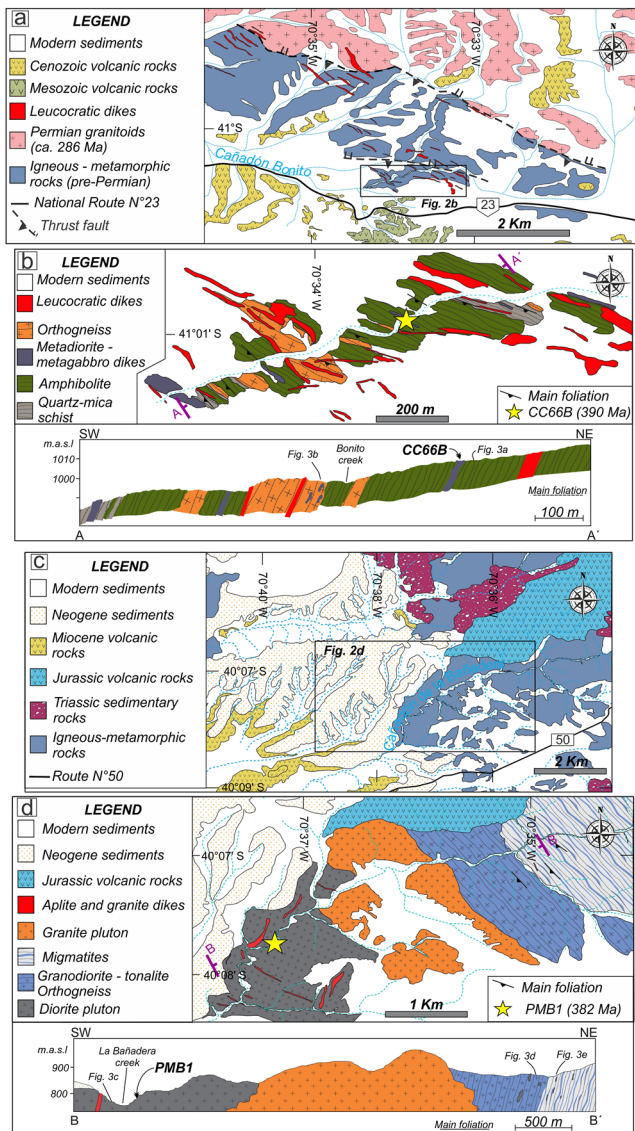 a
LEGEND
Modern sediments
Cenozoic volcanic rocks
Mesozoic volcanic rocks
Leucocratic dikes
Permian granitoids
(ca. 286 Ma)
Igneous - metamorphic
rocks (pre-Permian)
National Route N°23
Thrust fault
70°35' W
70°33' W
N
41°S
Cañadón Bonito
Fig. 2b
23
2 Km
b
LEGEND
Modern sediments
Leucocratic dikes
Orthogneiss
Metadiorite -
metagabbro dikes
Amphibolite
Quartz-mica
schist
70°34' W
A´
N
41°01' S
A
200 m
Main foliation
CC66B (390 Ma)
SW
NE
m.a.s.l.
1010
1000
Fig. 3b
Bonito
creek
CC66B
Fig. 3a
Main foliation
100 m
A
A´
c
LEGEND
Modern sediments
Neogene sediments
Miocene volcanic
rocks
Jurassic volcanic rocks
Triassic sedimentary
rocks
Igneous-metamorphic
rocks
Route N°50
70°40' W
70°38' W
70°36' W
N
Fig. 2d
40°07' S
Cañadón de la Bañadera
50
2 Km
40°09' S
d
LEGEND
Modern sediments
Neogene sediments
Jurassic volcanic rocks
Aplite and granite dikes
Granite pluton
Migmatites
Granodiorite - tonalite
Orthogneiss
Diorite pluton
70°37' W
70°35' W
N
40°07' S
B´
B
40°08' S
1 Km
Main foliation
PMB1 (382 Ma)
SW
NE
m.a.s.l
900
800
Fig. 3c
La Bañadera
creek
PMB1
Fig. 3d
Fig. 3e
B
Main foliation
500 m
B´